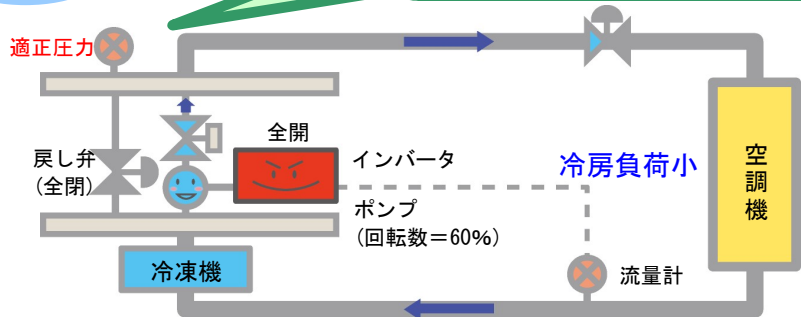 適正圧力
全開
戻し弁
(全閉)
インバータ
冷房負荷小
空調機
ポンプ
(回転数=60%)
冷凍機
流量計